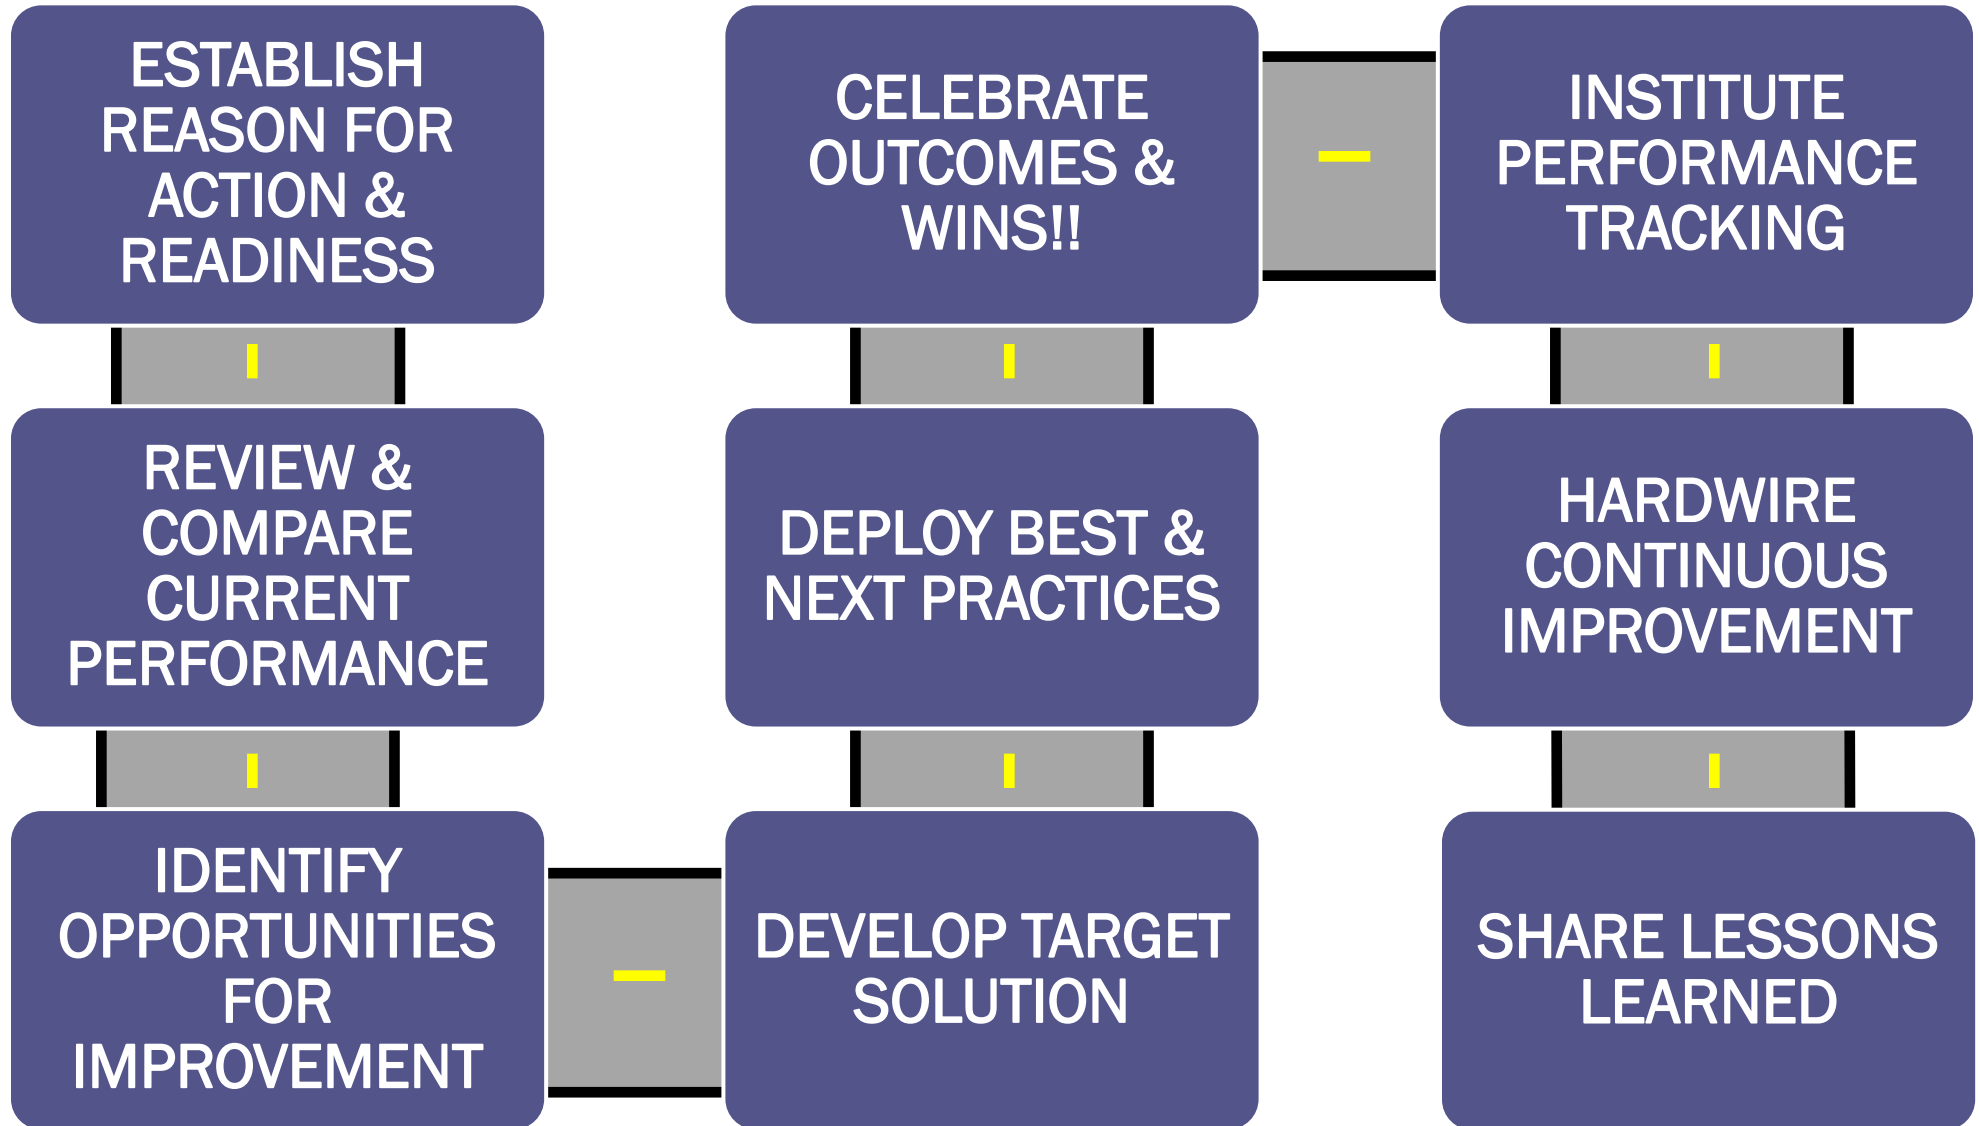 ESTABLISH
REASON FOR
ACTION &
READINESS
REVIEW &
COMPARE
CURRENT
PERFORMANCE
IDENTIFY
OPPORTUNITIES
FOR
IMPROVEMENT
DEVELOP TARGET
SOLUTION
DEPLOY BEST &
NEXT PRACTICES
CELEBRATE
OUTCOMES &
WINS!!
INSTITUTE
PERFORMANCE
TRACKING
HARDWIRE
CONTINUOUS
IMPROVEMENT
SHARE LESSONS
LEARNED